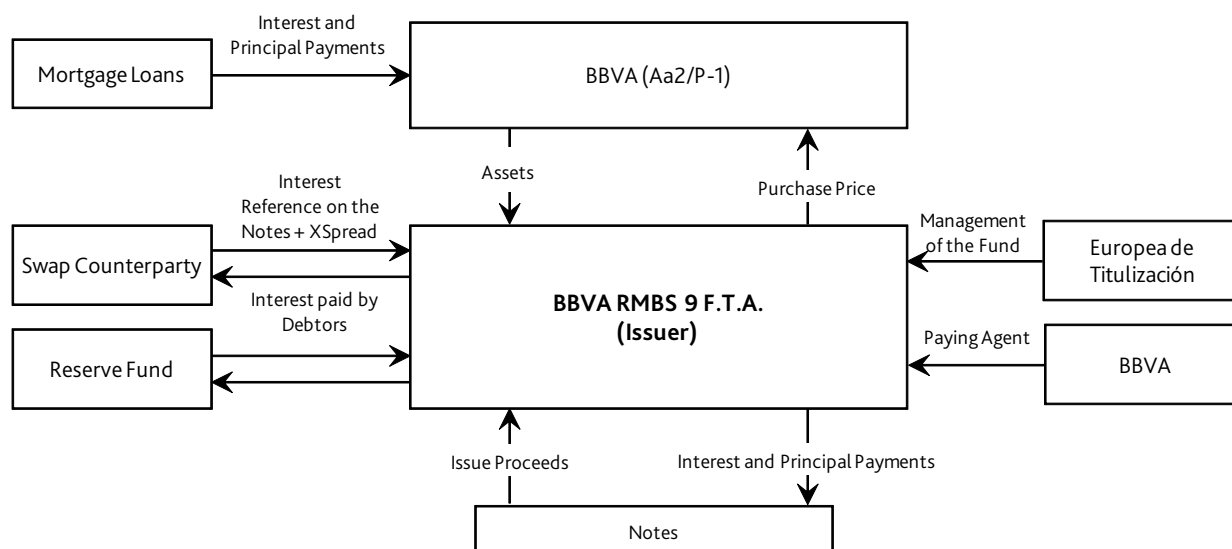 Interest and
Principal Payments
Mortgage Loans
BBVA (Aa2/P-1)
Assets
Purchase Price
Interest
Reference on the
Notes + XSpread
Swap Counterparty
Interest paid by
Debtors
Reserve Fund
BBVA RMBS 9 F.T.A.
(Issuer)
Management
of the Fund
Europea de
Titulización
Paying Agent
BBVA
Issue Proceeds
Interest and Principal Payments
Notes